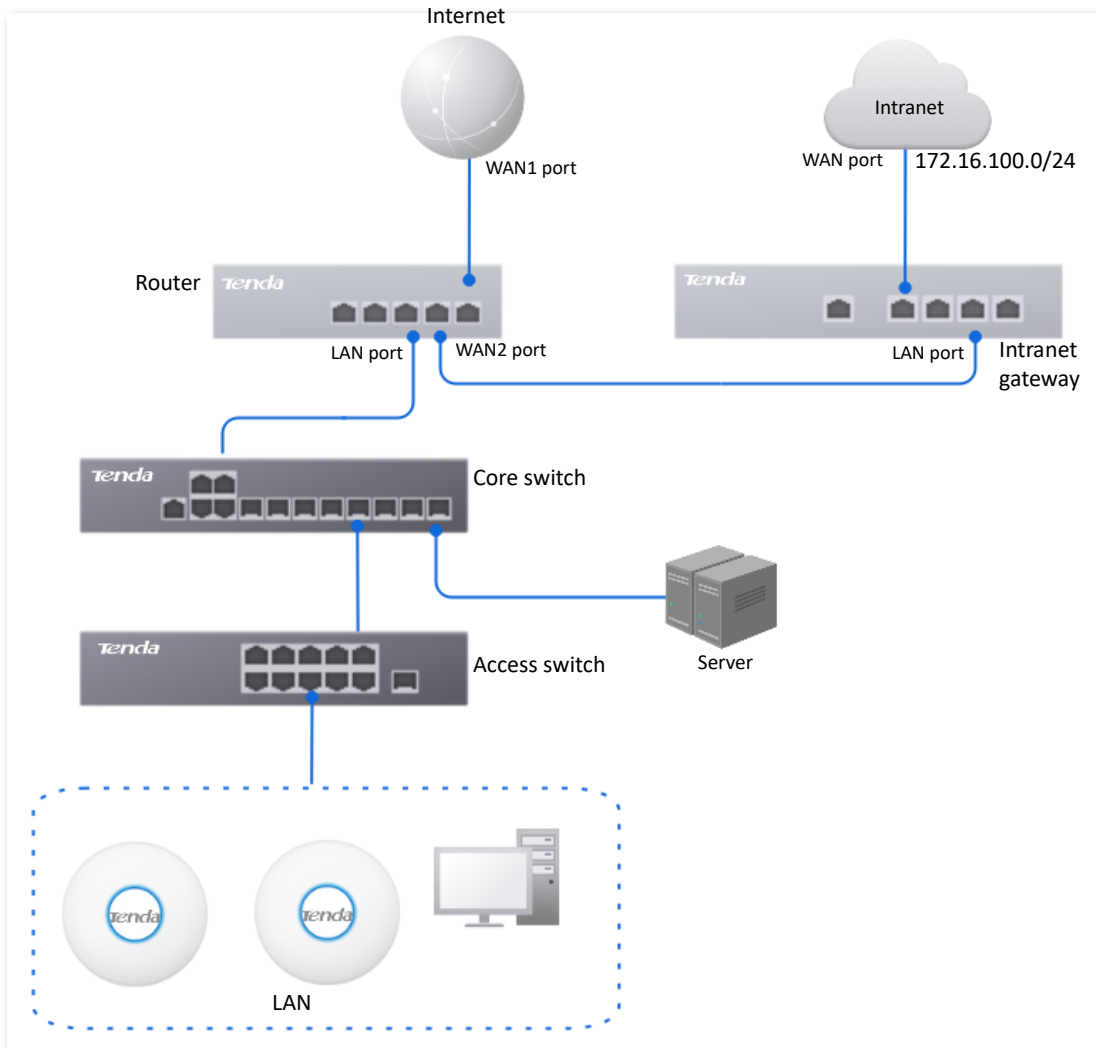 Internet
Intranet
WAN1 port
WAN port
172.16.100.0/24
Router
Tenda
Tenda
LAN port
WAN2 port
LAN port
Intranet
gateway
Tenda
Core switch
Tenda
Access switch
Server
Tenda
Tenda
LAN